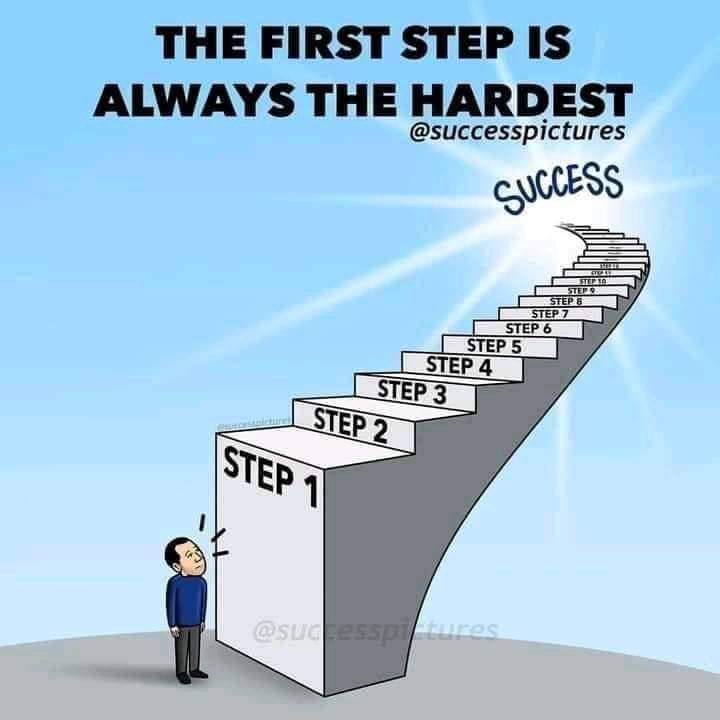 THE FIRST STEP IS
ALWAYS THE HARDEST
@successpictures
SUCCESS
STEP 12
STEP 11
STEP 10
STEP 9
STEP 8
STEP 7
STEP 6
STEP 5
STEP 4
STEP 3
@successpictures
STEP 2
STEP 1
@successpictures